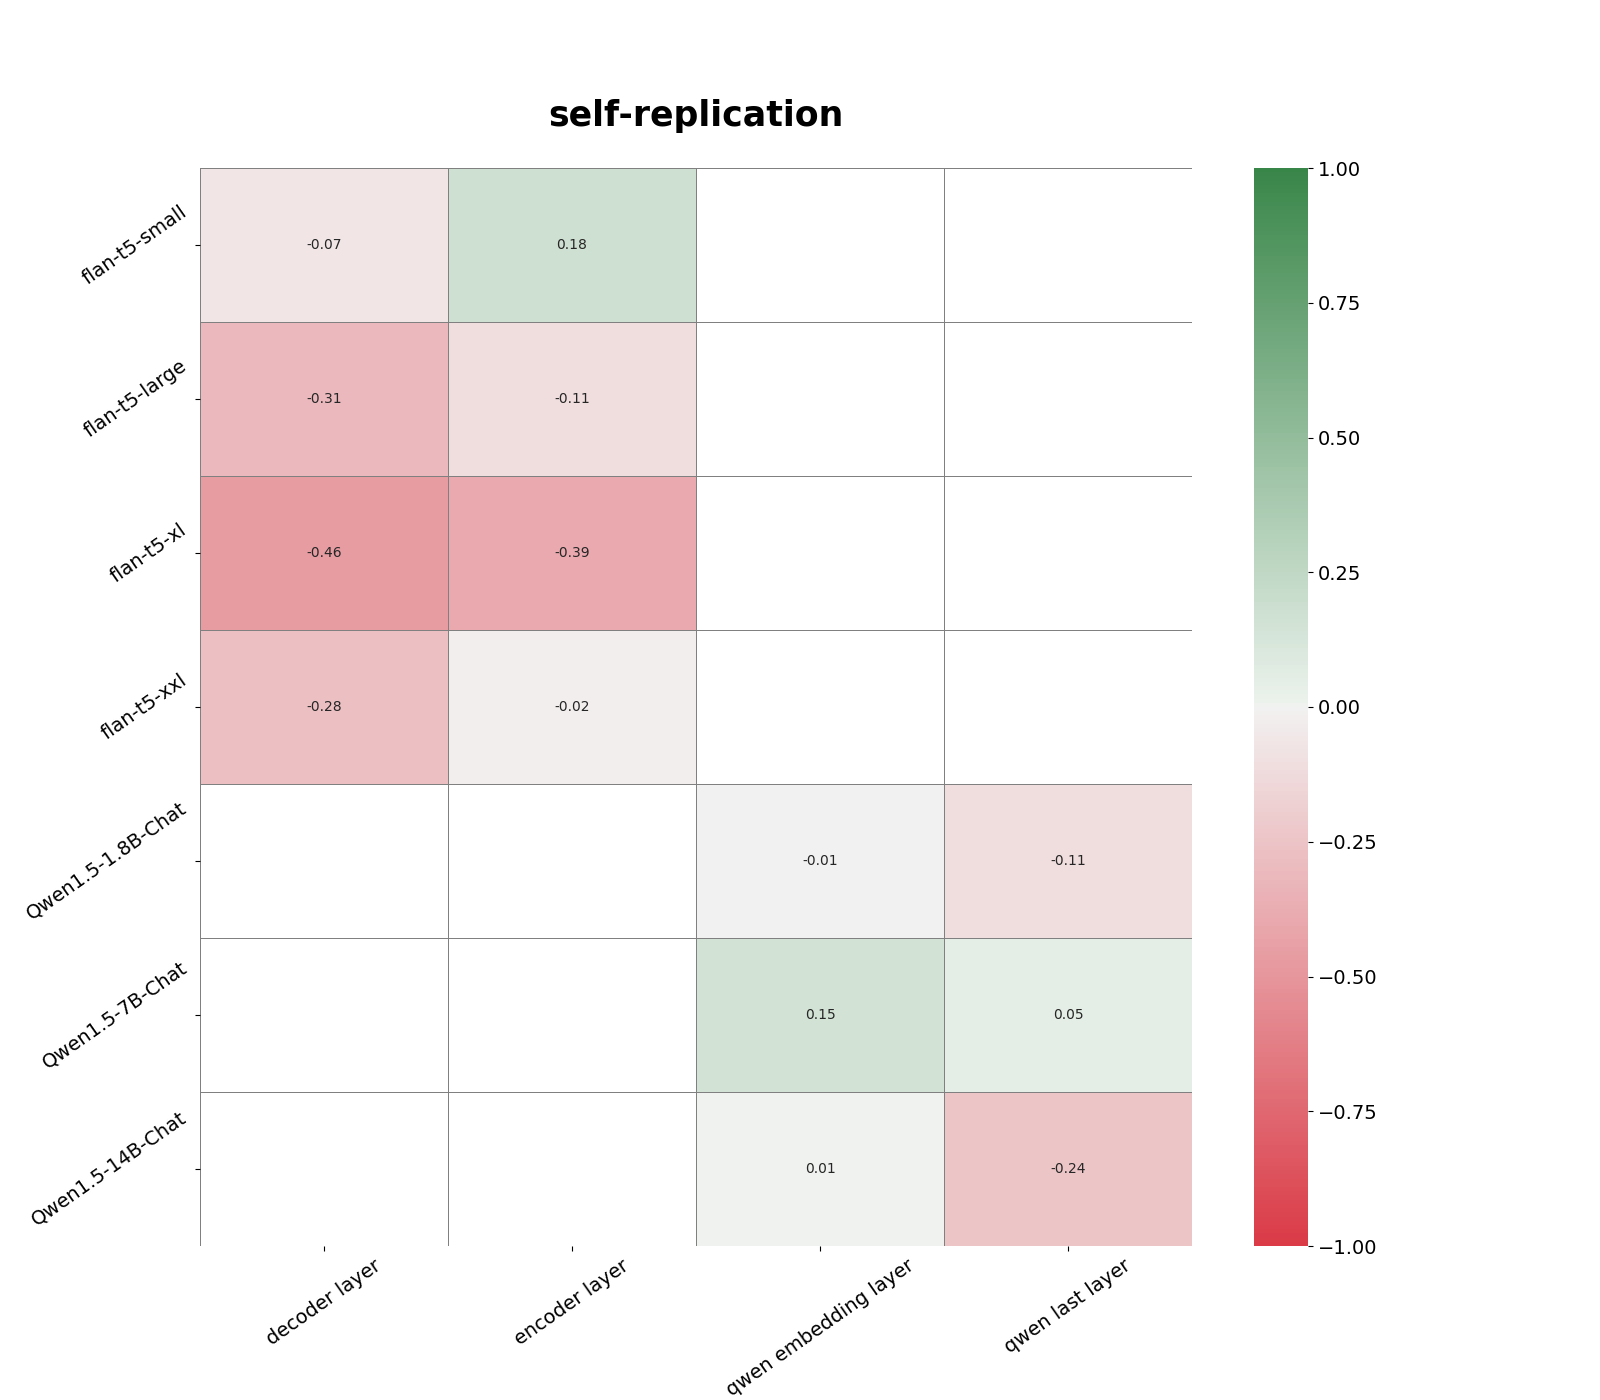 self-replication
flan-t5-small
-0.07
0.18
flan-t5-large
-0.31
-0.11
flan-t5-xl
-0.46
-0.39
flan-t5-xxl
-0.28
-0.02
Qwen1.5-1.8B-Chat
-0.01
-0.11
Qwen1.5-7B-Chat
0.15
0.05
Qwen1.5-14B-Chat
0.01
-0.24
decoder layer
encoder layer
qwen embedding layer
qwen last layer
1.00
0.75
0.50
0.25
0.00
−0.25
−0.50
−0.75
−1.00